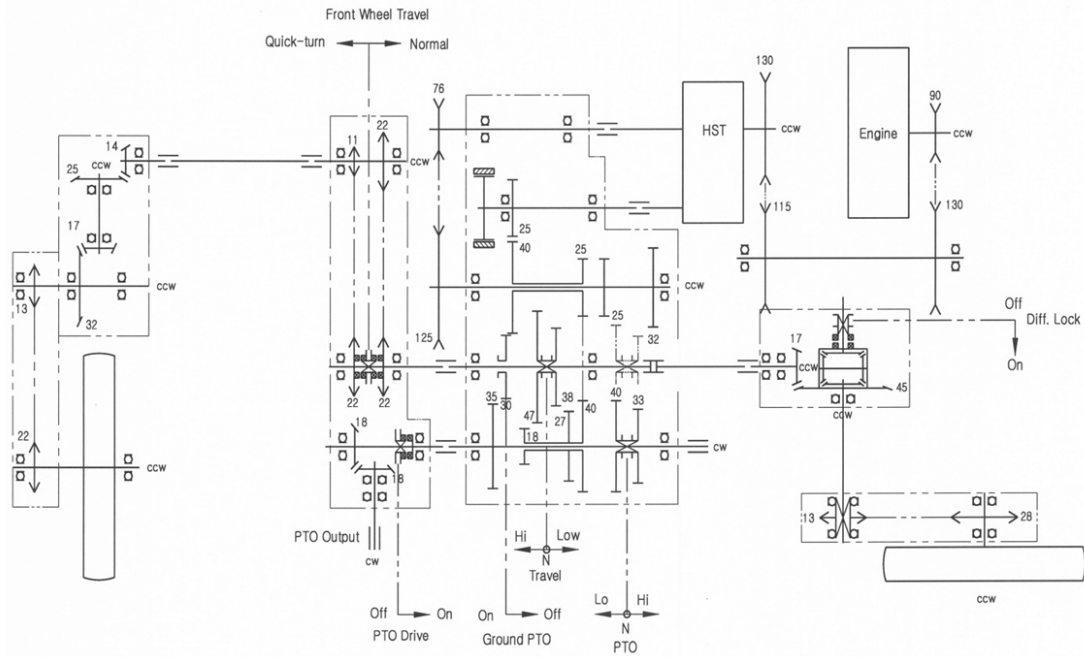 Front Wheel Travel
Quick-turn
Normal
130
90
76
22
11
HST
ccw
Engine
ccw
14
ccw
ccw
25
115
130
17
25
40
25
ccw
ccw
13
Off
Diff. Lock
On
32
125
25
32
17
ccw
45
22
22
35
30
38
40
40
33
ccw
22
18
47
27
18
cw
ccw
18
13
28
PTO Output
cw
Hi
Low
N
Travel
ccw
Off
On
On
Off
Lo
Hi
N
PTO Drive
Ground PTO
PTO